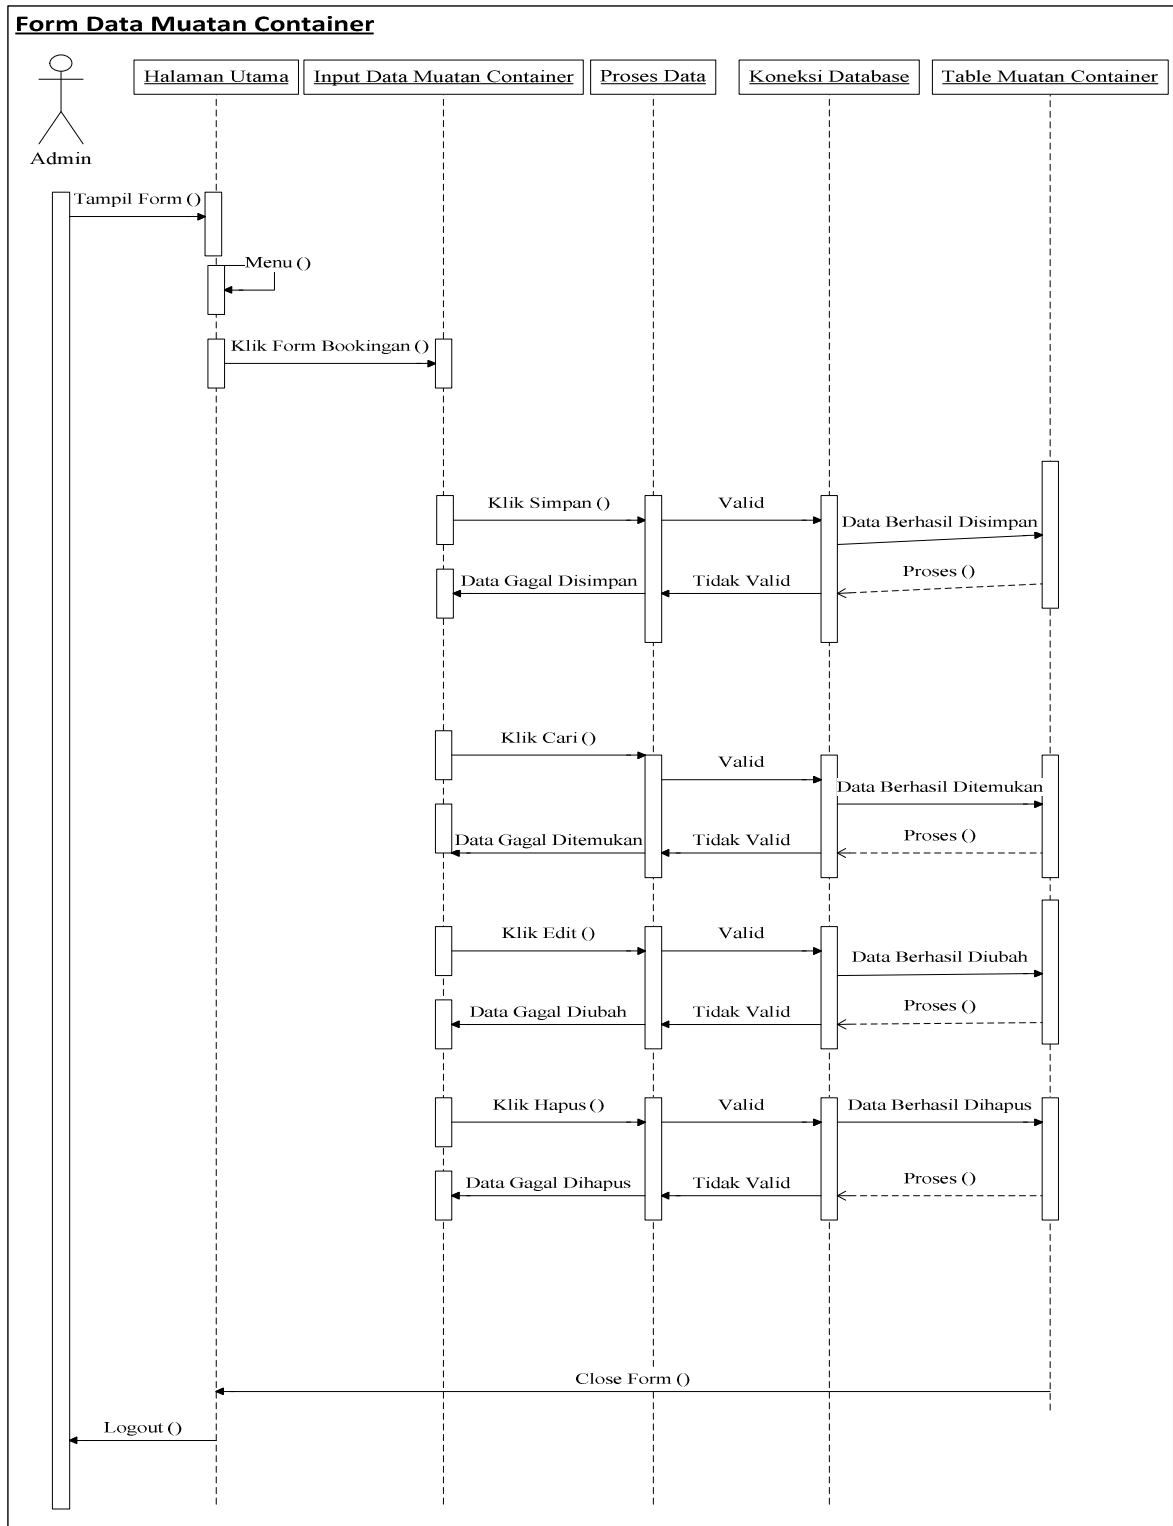 Form Data Muatan Container
Halaman Utama
Input Data Muatan Container
Proses Data
Koneksi Database
Table Muatan Container
Admin
Tampil Form ()
Menu ()
Klik Form Bookingan ()
Klik Simpan ()
Valid
Data Berhasil Disimpan
Data Gagal Disimpan
Tidak Valid
Proses ()
Klik Cari ()
Valid
Data Berhasil Ditemukan
Data Gagal Ditemukan
Tidak Valid
Proses ()
Klik Edit ()
Valid
Data Berhasil Diubah
Data Gagal Diubah
Tidak Valid
Proses ()
Klik Hapus ()
Valid
Data Berhasil Dihapus
Data Gagal Dihapus
Tidak Valid
Proses ()
Close Form ()
Logout ()